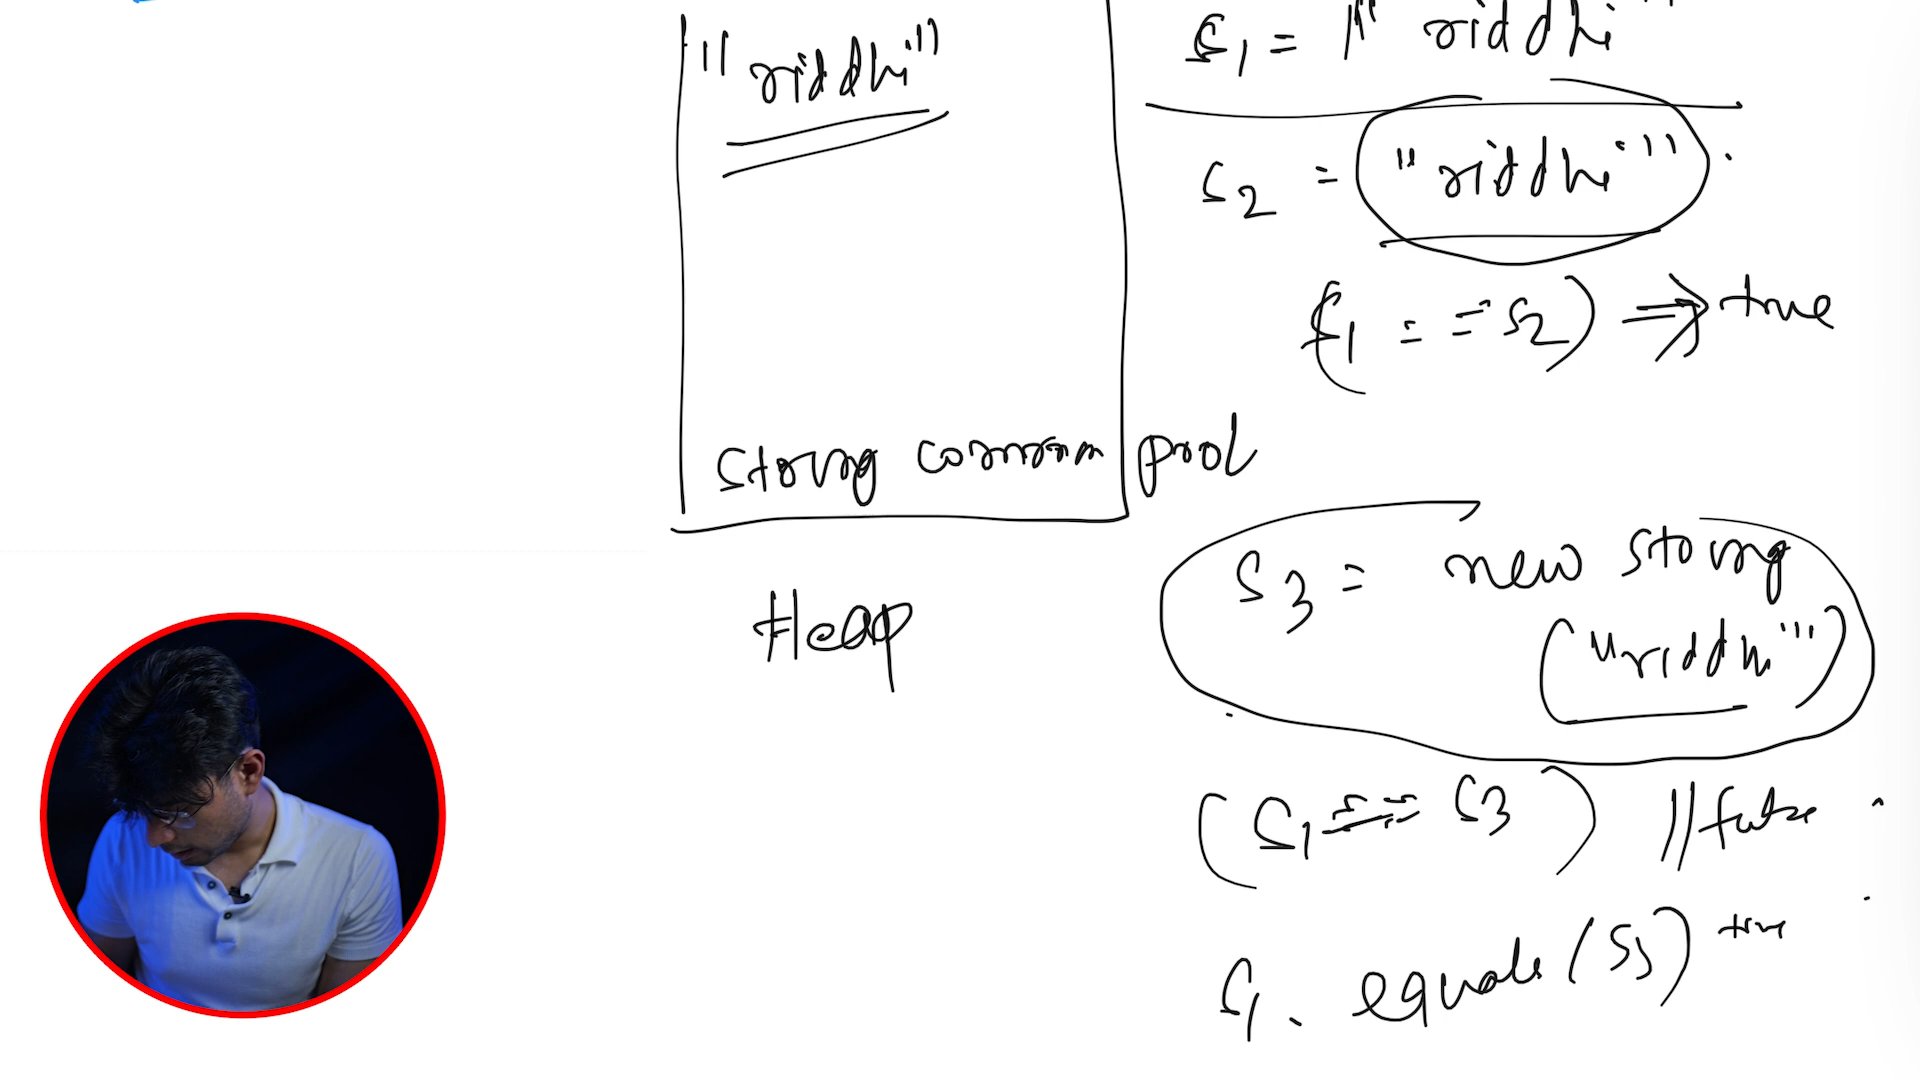 "riddhi"
s1 = "riddhi"
s2 = "riddhi"
(s1 == s2) ⇒ true
string common pool
s3 = new string
("riddhi")
Heap
(s1 == s3) // false
s1. equals(s3) true